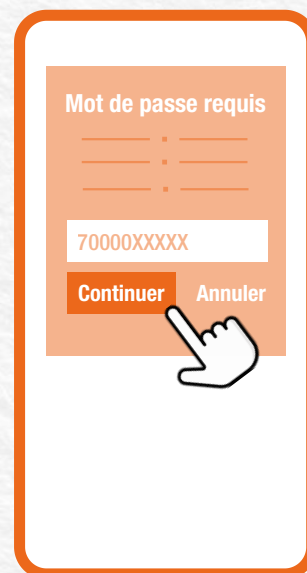 Mot de passe requis
70000XXXXX
Continuer Annuler